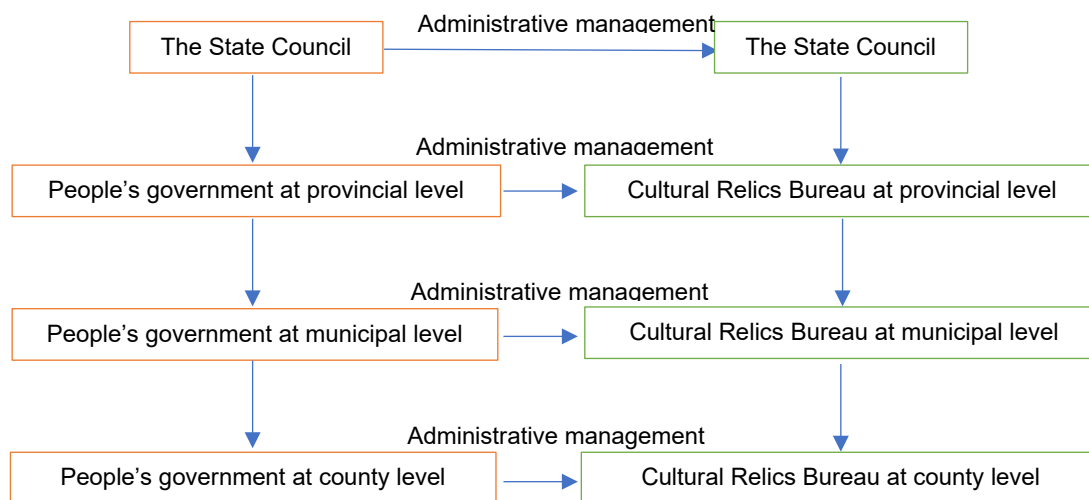 Administrative management
The State Council
The State Council
Administrative management
People’s government at provincial level
Cultural Relics Bureau at provincial level
Administrative management
People’s government at municipal level
Cultural Relics Bureau at municipal level
Administrative management
People’s government at county level
Cultural Relics Bureau at county level